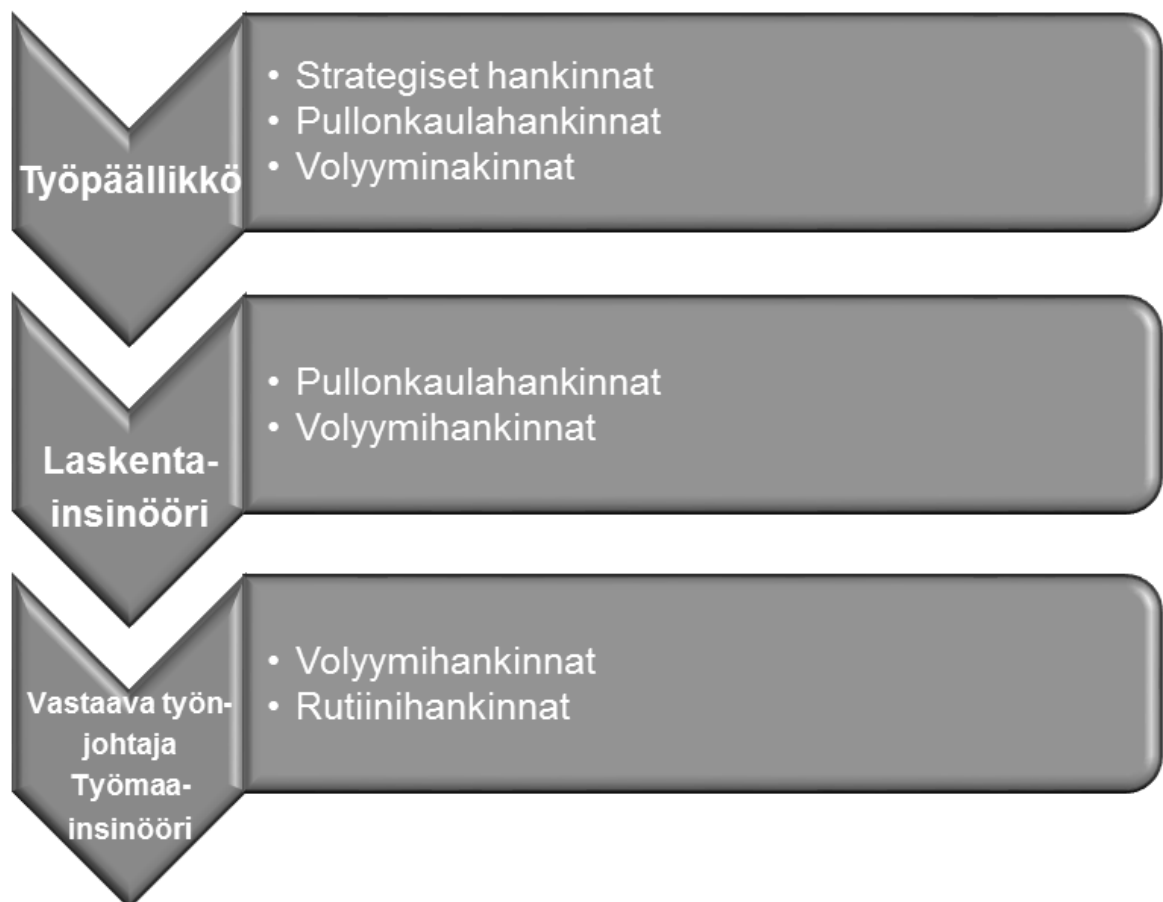 Työpäällikkö
• Strategiset hankinnat
• Pullonkaulahankinnat
• Volyyminakinnat
Laskenta-
insinööri
• Pullonkaulahankinnat
• Volyymihankinnat
Vastaava työn-
johtaja
Työmaa-
insinööri
• Volyymihankinnat
• Rutiinihankinnat